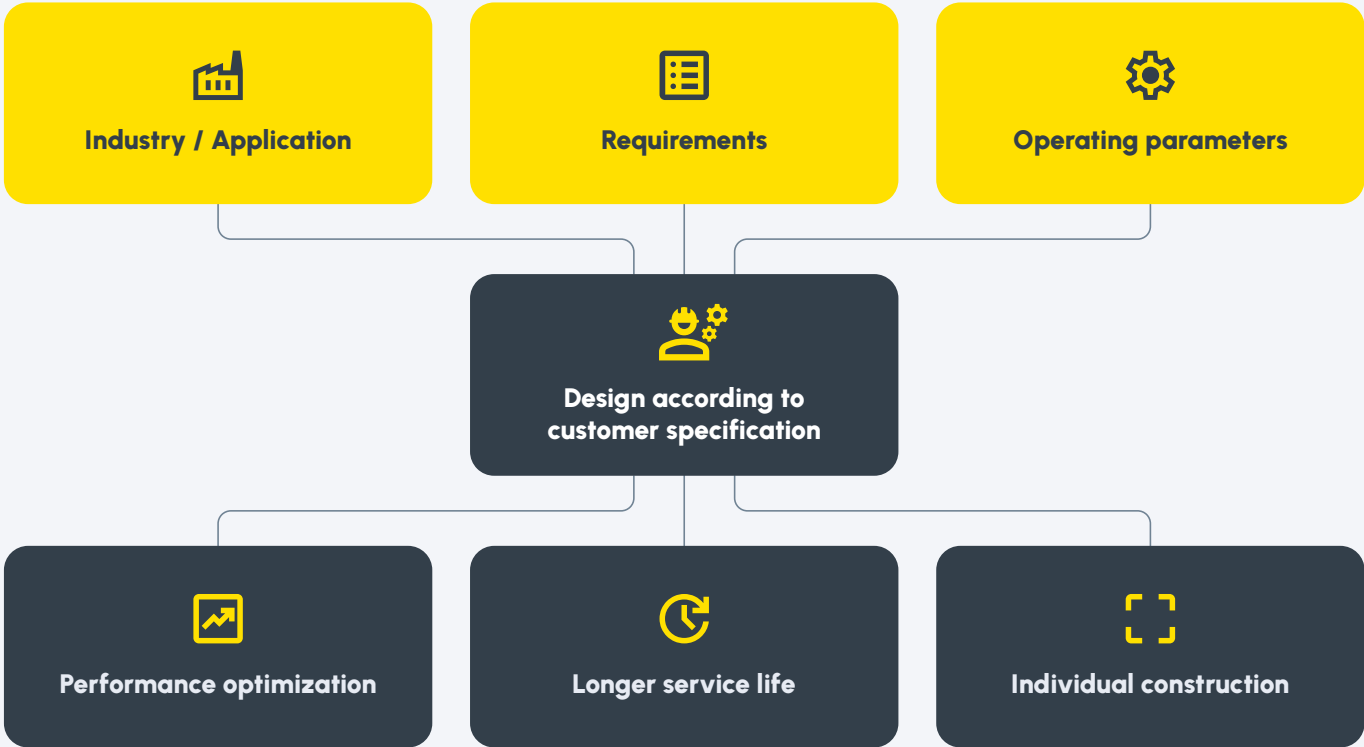 Industry / Application
Requirements
Operating parameters
Design according to
customer specification
Performance optimization
Longer service life
Individual construction